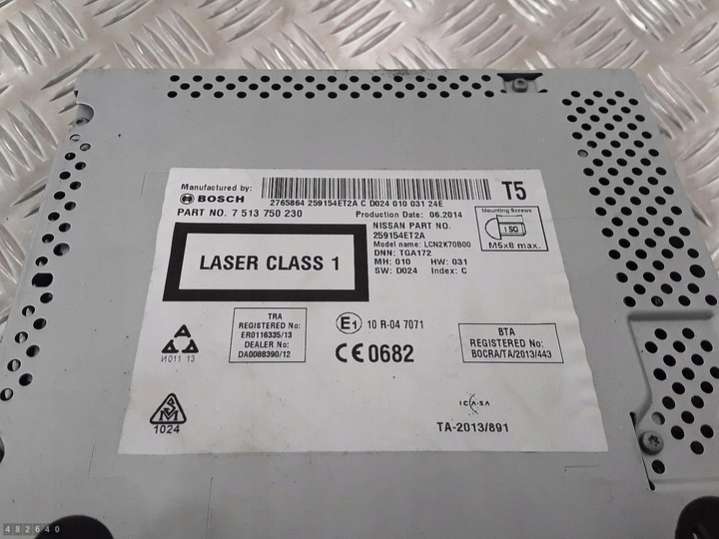 Manufactured by:
BOSCH
2765864 259154ET2A C D024 010 031 24E
T5
PART NO. 7 513 750 230
Production Date: 06.2014
NISSAN PART NO.
259154ET2A
Model name: LCN2K70B00
DNN: TGA172
MH: 010 HW: 031
SW: D024 Index: C
Mounting Screws
M5x8 max.
LASER CLASS 1
TRA
REGISTERED No:
ER0116335/13
DEALER No:
DA0088390/12
E1 10 R-04 7071
CE 0682
BTA
REGISTERED No:
BOCRA/TA/2013/443
И011 13
1024
ICASA
TA-2013/891
482640